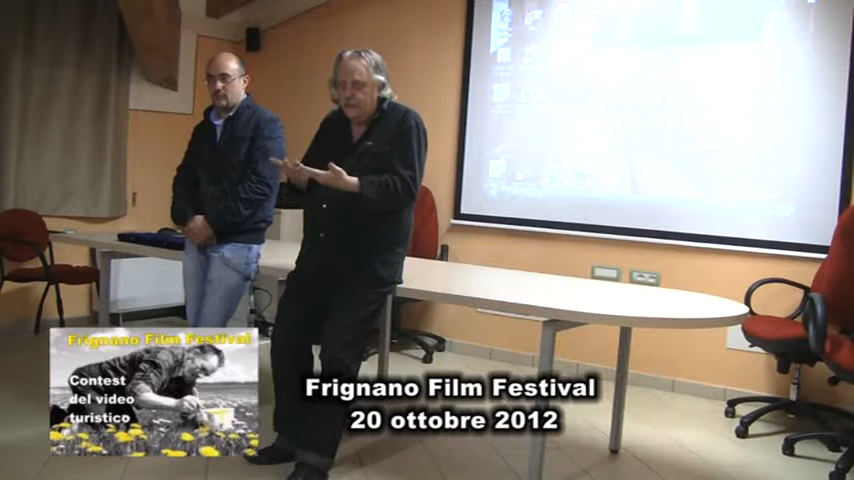 Frignano Film Festival
Contest
del video
turistico
Frignano Film Festival
20 ottobre 2012